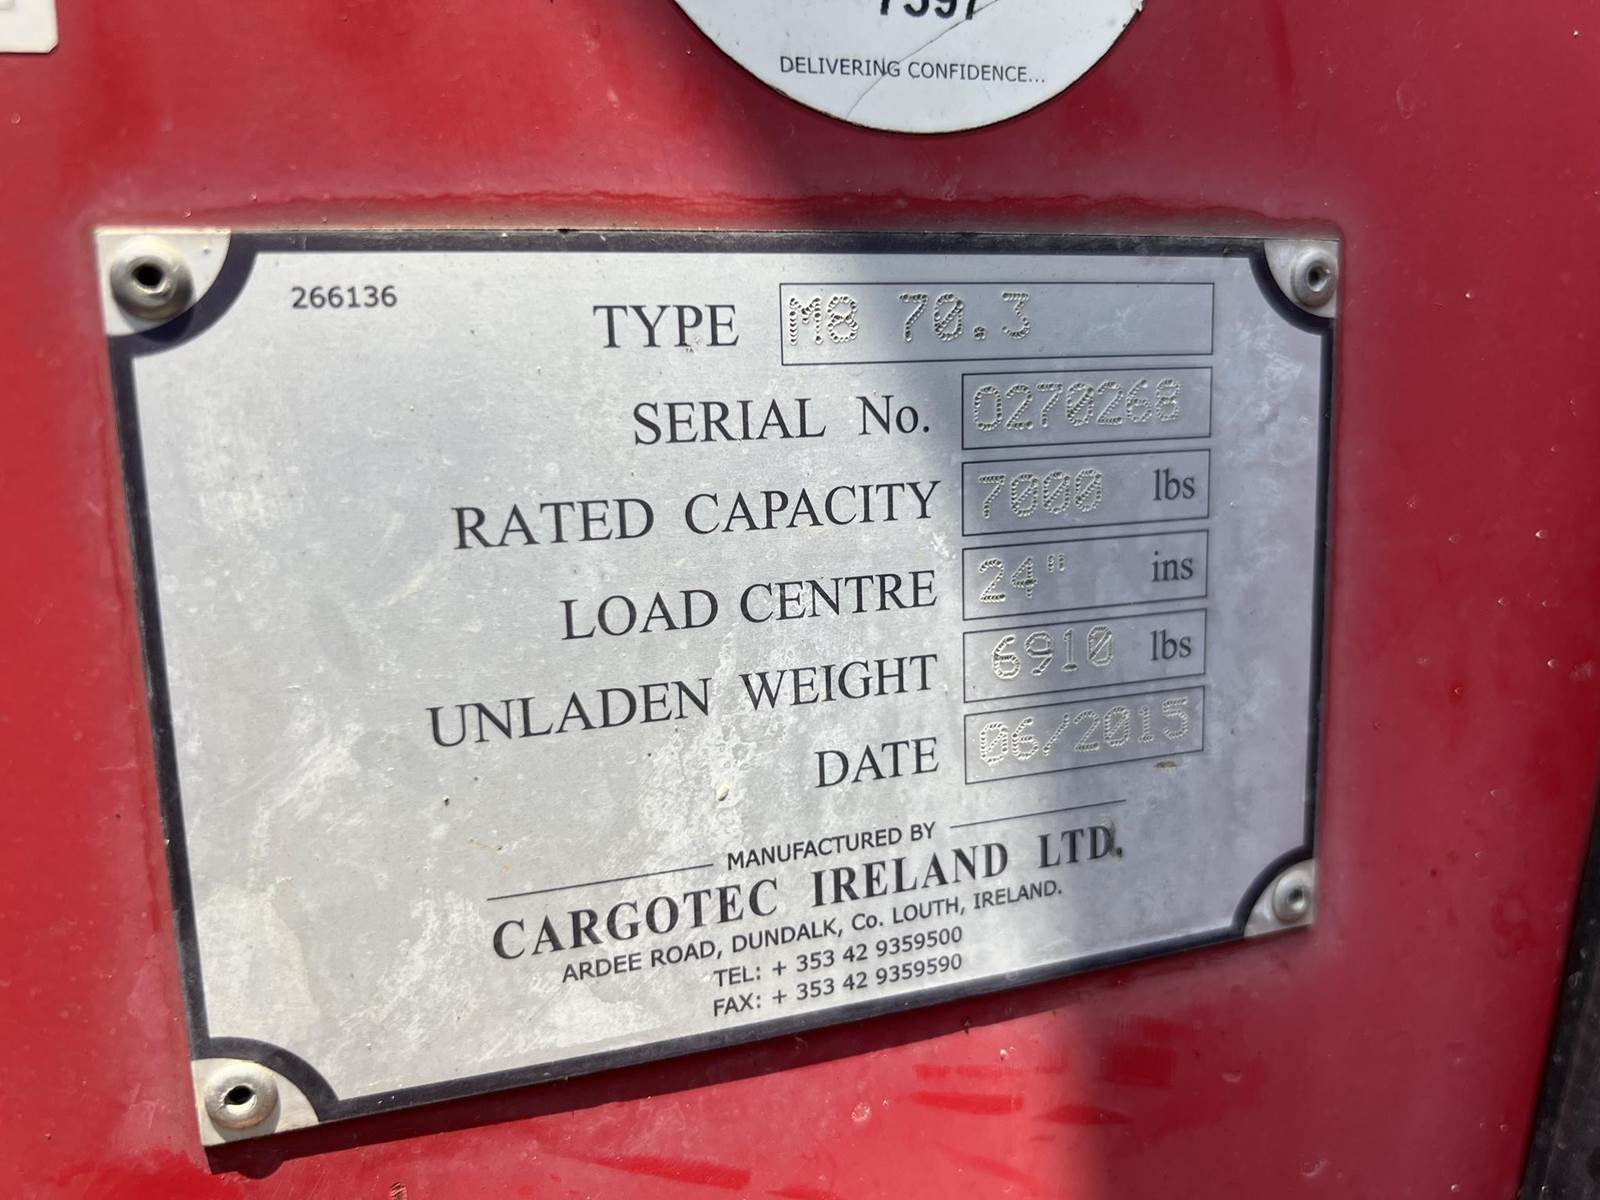 DELIVERING CONFIDENCE...
266136
TYPE M8 70.3
SERIAL No. 0270268
RATED CAPACITY 7000 lbs
LOAD CENTRE 24" ins
UNLADEN WEIGHT 6910 lbs
DATE 06/2015
MANUFACTURED BY
CARGOTEC IRELAND LTD.
ARDEE ROAD, DUNDALK, Co. LOUTH, IRELAND.
TEL: + 353 42 9359500
FAX: + 353 42 9359590